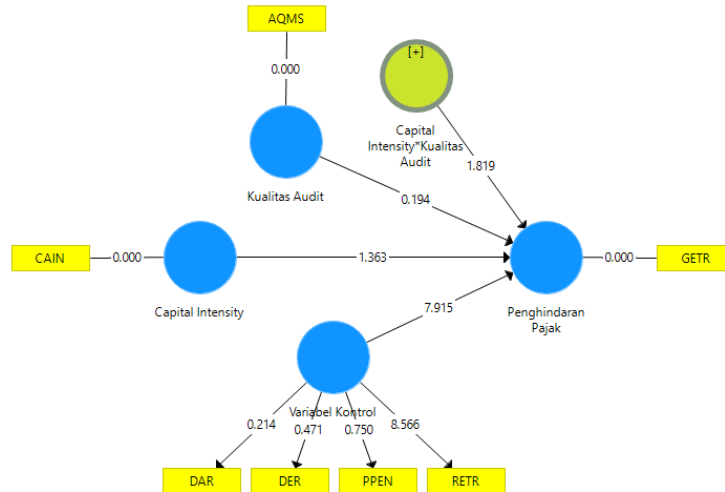 AQMS
0.000
[+]
Capital
Intensity*Kualitas
Audit
1.819
Kualitas Audit
0.194
CAIN
0.000
Capital Intensity
1.363
Penghindaran
Pajak
0.000
GETR
7.915
Variabel Kontrol
0.214
0.471
0.750
8.566
DAR
DER
PPEN
RETR